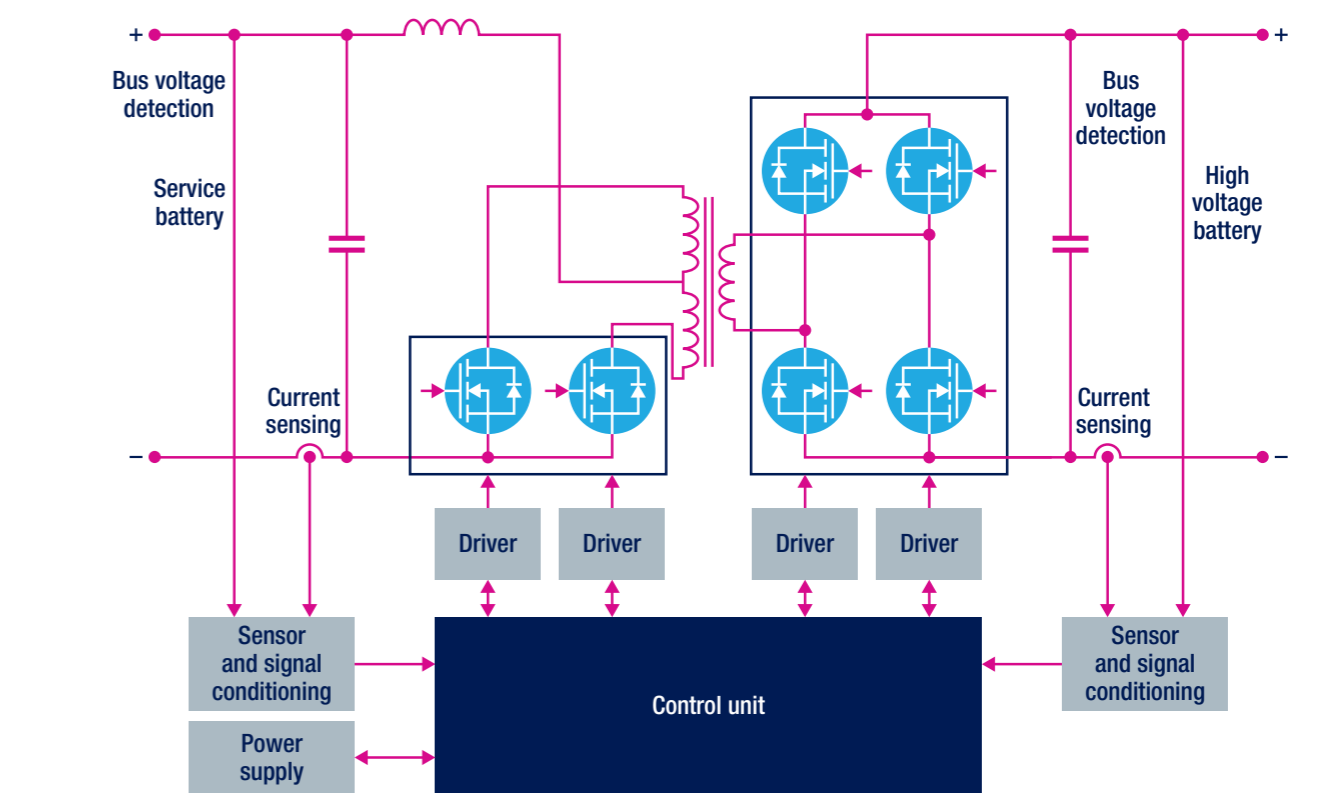 +
+
Bus voltage
detection
Bus
voltage
detection
Service
battery
High
voltage
battery
Current
sensing
Current
sensing
–
–
Driver
Driver
Driver
Driver
Sensor
and signal
conditioning
Sensor
and signal
conditioning
Control unit
Power
supply